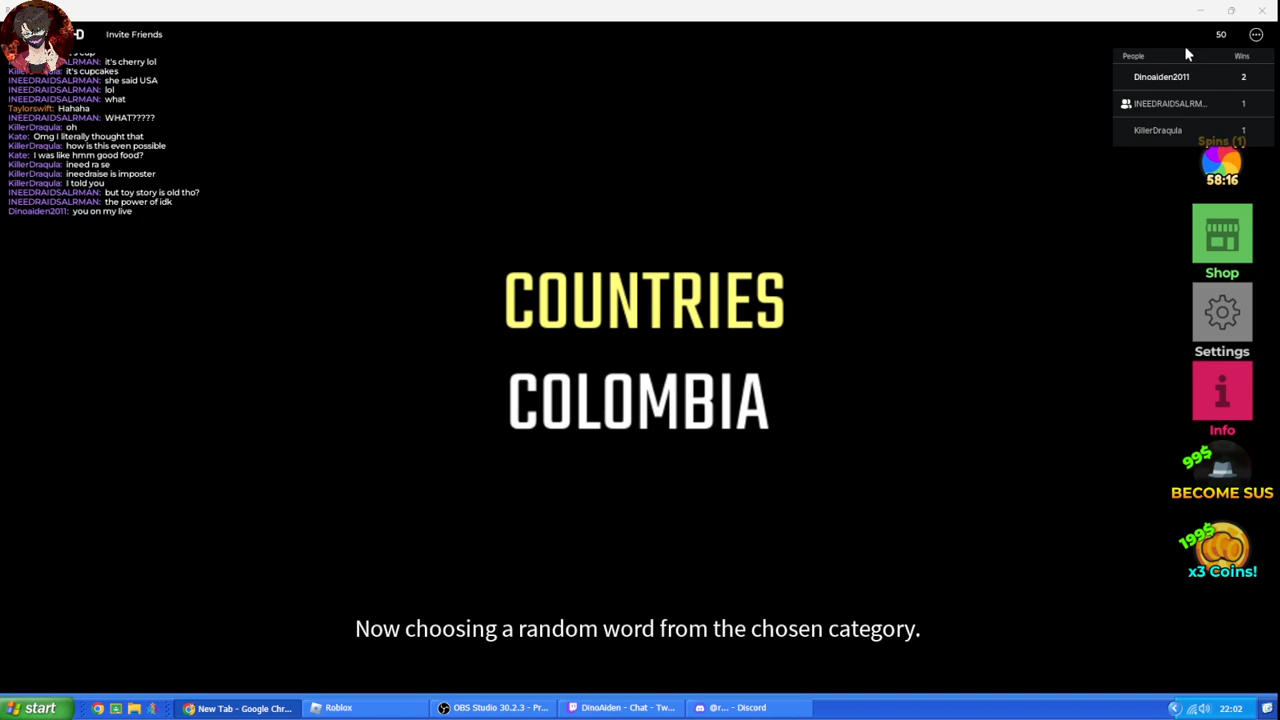 Invite Friends
50
INEEDRAIDSALRMAN: it's cherry lol
it's cupcakes
INEEDRAIDSALRMAN: she said USA
INEEDRAIDSALRMAN: lol
INEEDRAIDSALRMAN: what
Taylorswift: Hahaha
INEEDRAIDSALRMAN: WHAT?????
KillerDraqula: oh
Kate: Omg I literally thought that
KillerDraqula: how is this even possible
Kate: I was like hmm good food?
KillerDraqula: ineed ra se
KillerDraqula: ineedraise is imposter
KillerDraqula: I told you
INEEDRAIDSALRMAN: but toy story is old tho?
INEEDRAIDSALRMAN: the power of idk
Dinoaiden2011: you on my live
People Wins
Dinoaiden2011 2
INEEDRAIDSALRM... 1
KillerDraqula 1
Spins (1)
58:16
Shop
Settings
Info
99$
BECOME SUS
199$
x3 Coins!
COUNTRIES
COLOMBIA
Now choosing a random word from the chosen category.
start
New Tab - Google Chr...
Roblox
OBS Studio 30.2.3 - Pr...
DinoAiden - Chat - Tw...
@r... - Discord
22:02